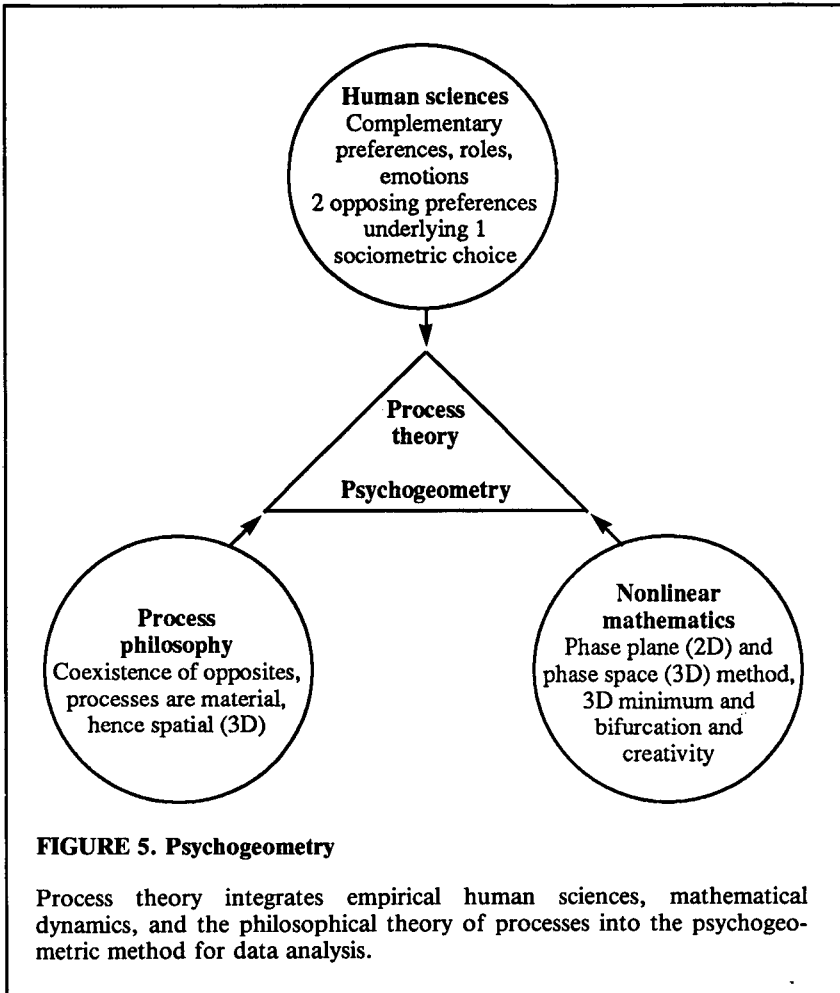 Human sciences
Complementary
preferences, roles,
emotions
2 opposing preferences
underlying 1
sociometric choice
Process
theory
Psychogeometry
Process
philosophy
Coexistence of opposites,
processes are material,
hence spatial (3D)
Nonlinear
mathematics
Phase plane (2D) and
phase space (3D) method,
3D minimum and
bifurcation and
creativity
FIGURE 5. Psychogeometry
Process theory integrates empirical human sciences, mathematical
dynamics, and the philosophical theory of processes into the psychogeo-
metric method for data analysis.